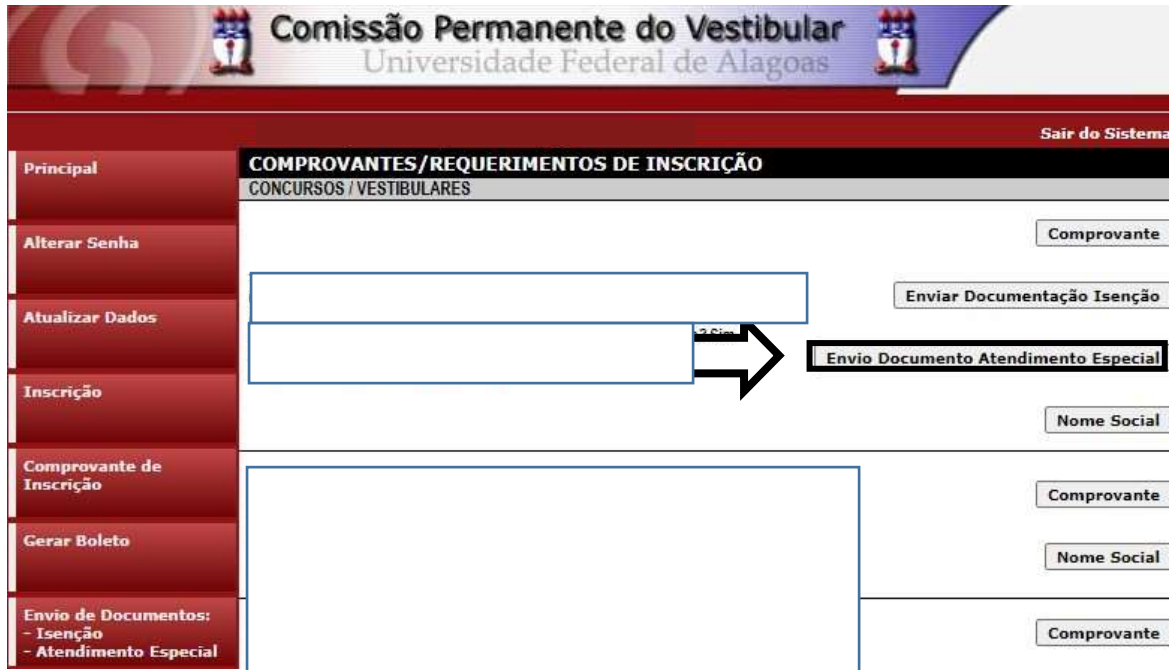 Comissão Permanente do Vestibular
Universidade Federal de Alagoas
Sair do Sistema
Principal
Alterar Senha
Atualizar Dados
Inscrição
Comprovante de
Inscrição
Gerar Boleto
Envio de Documentos:
- Isenção
- Atendimento Especial
COMPROVANTES/REQUERIMENTOS DE INSCRIÇÃO
CONCURSOS / VESTIBULARES
Comprovante
Enviar Documentação Isenção
Envio Documento Atendimento Especial
Nome Social
Comprovante
Nome Social
Comprovante